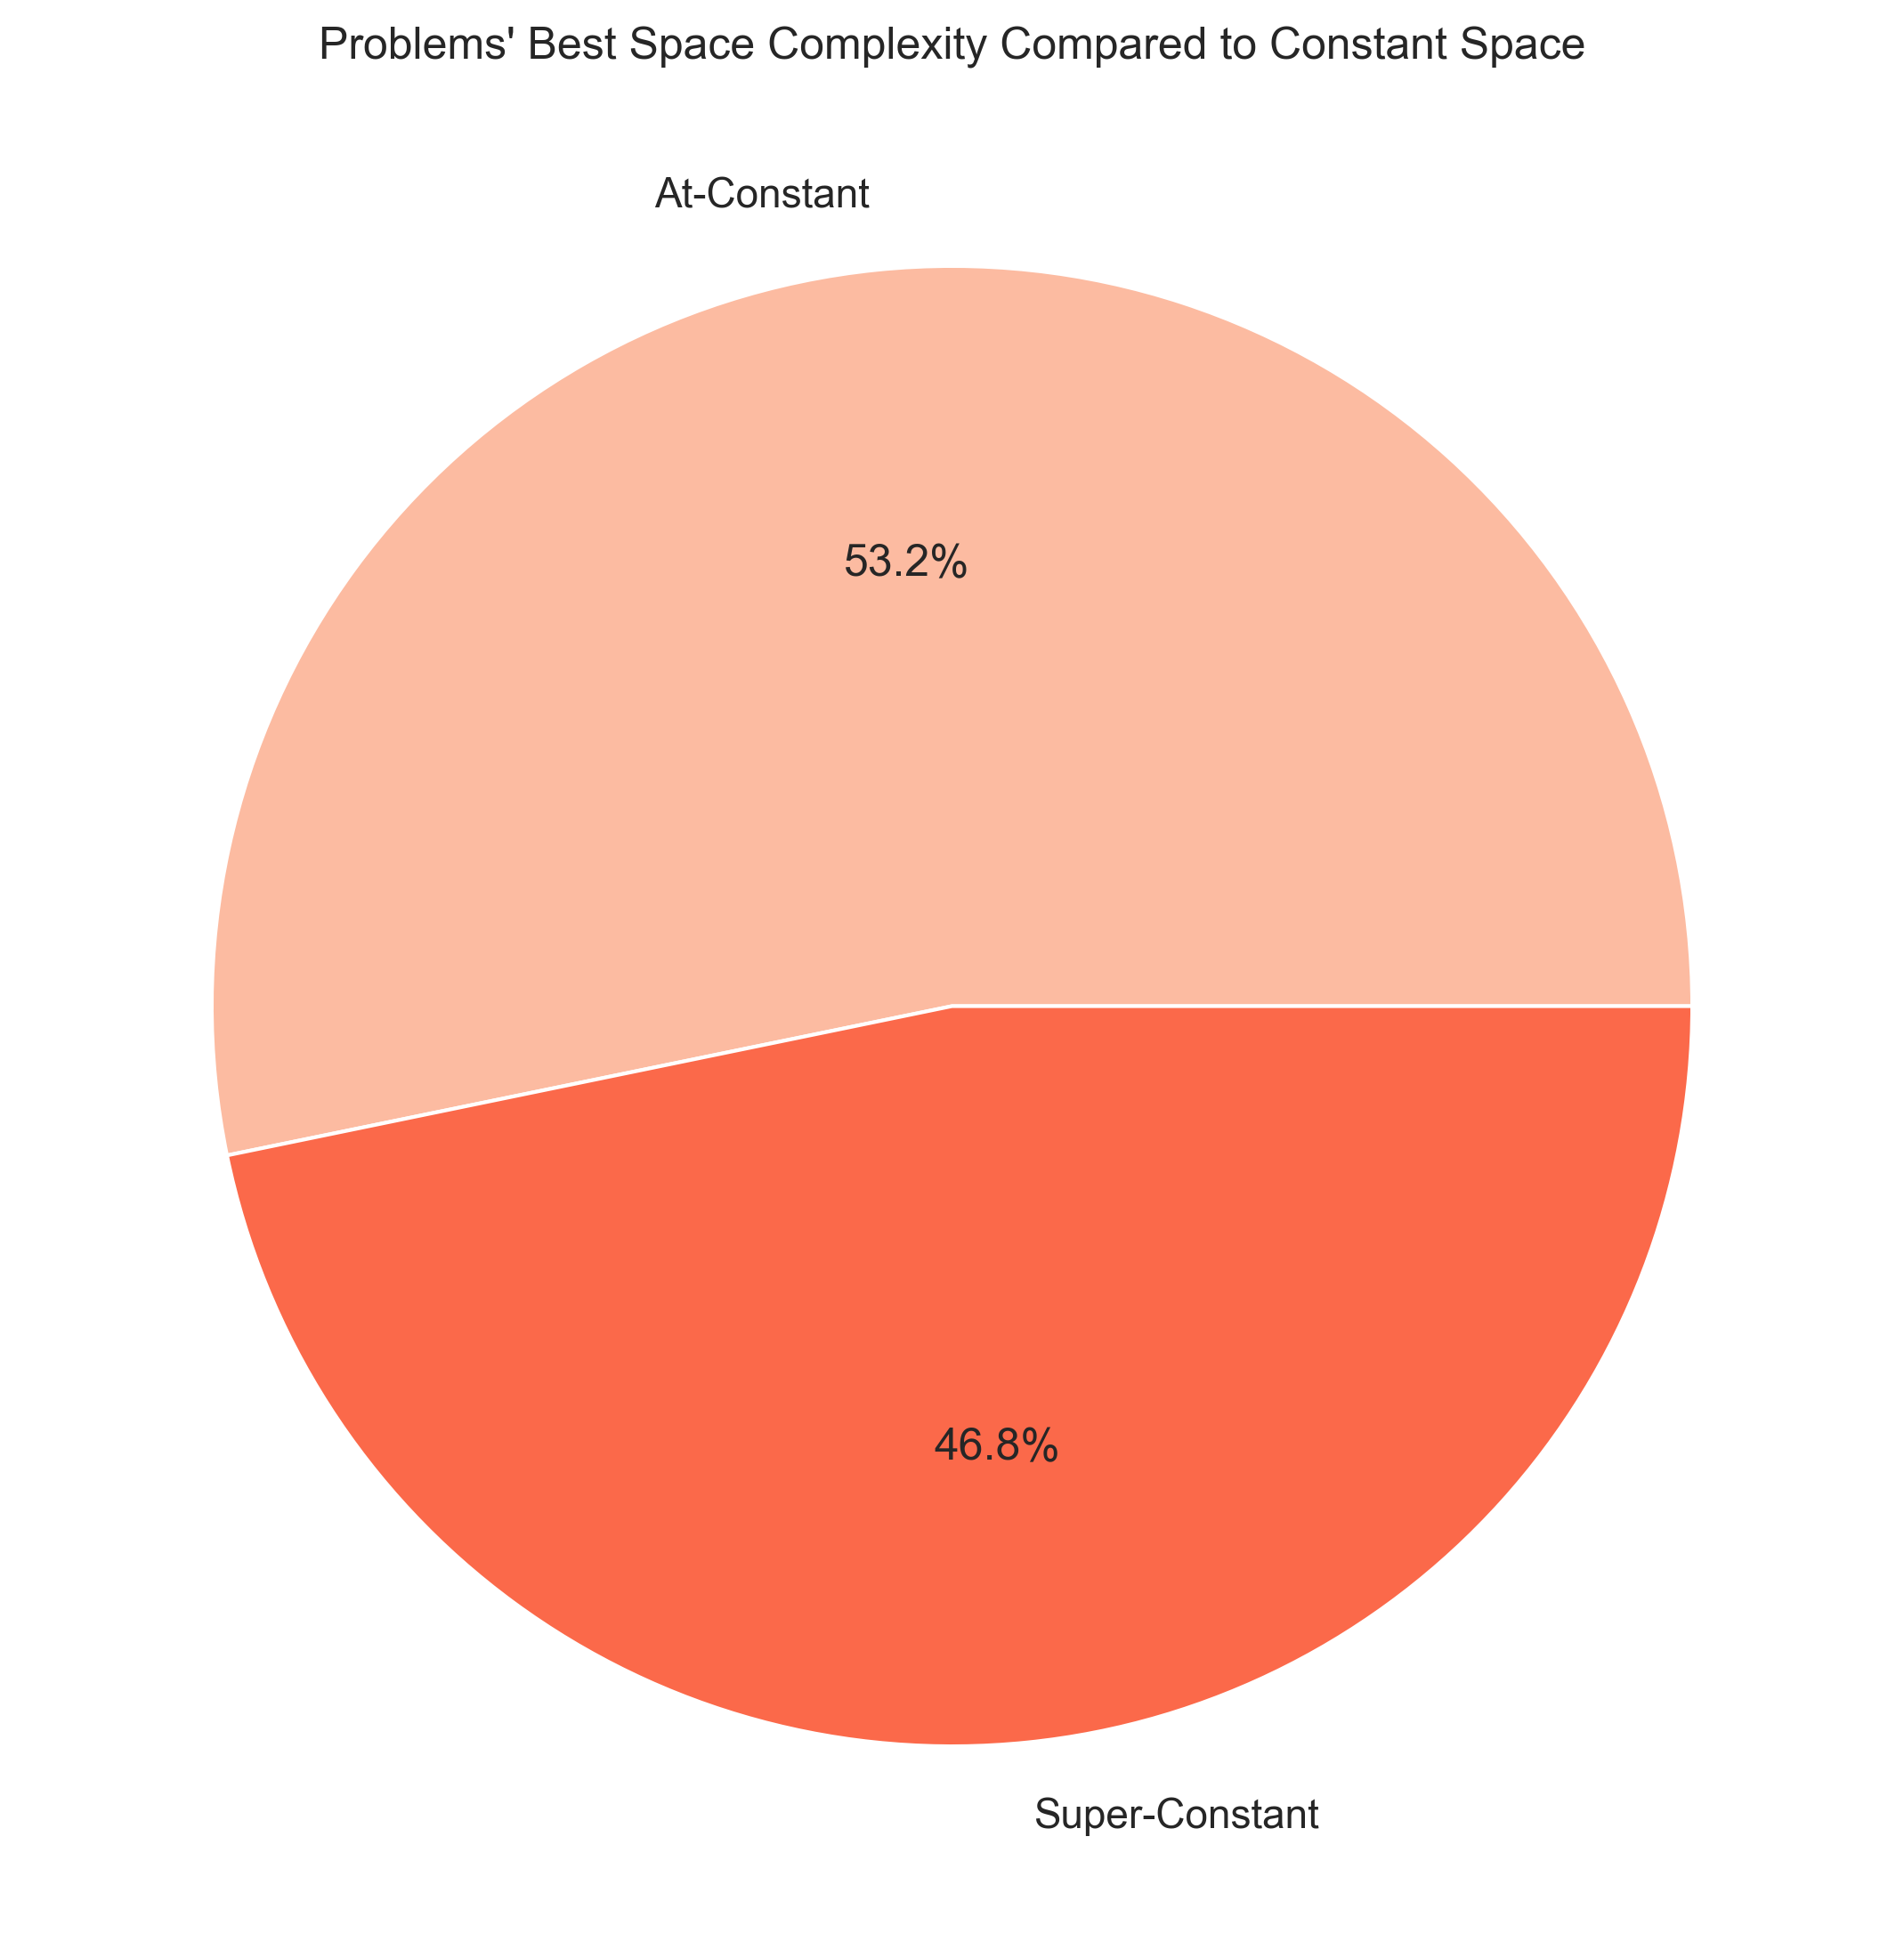 Problems' Best Space Complexity Compared to Constant Space
At-Constant
53.2%
46.8%
Super-Constant